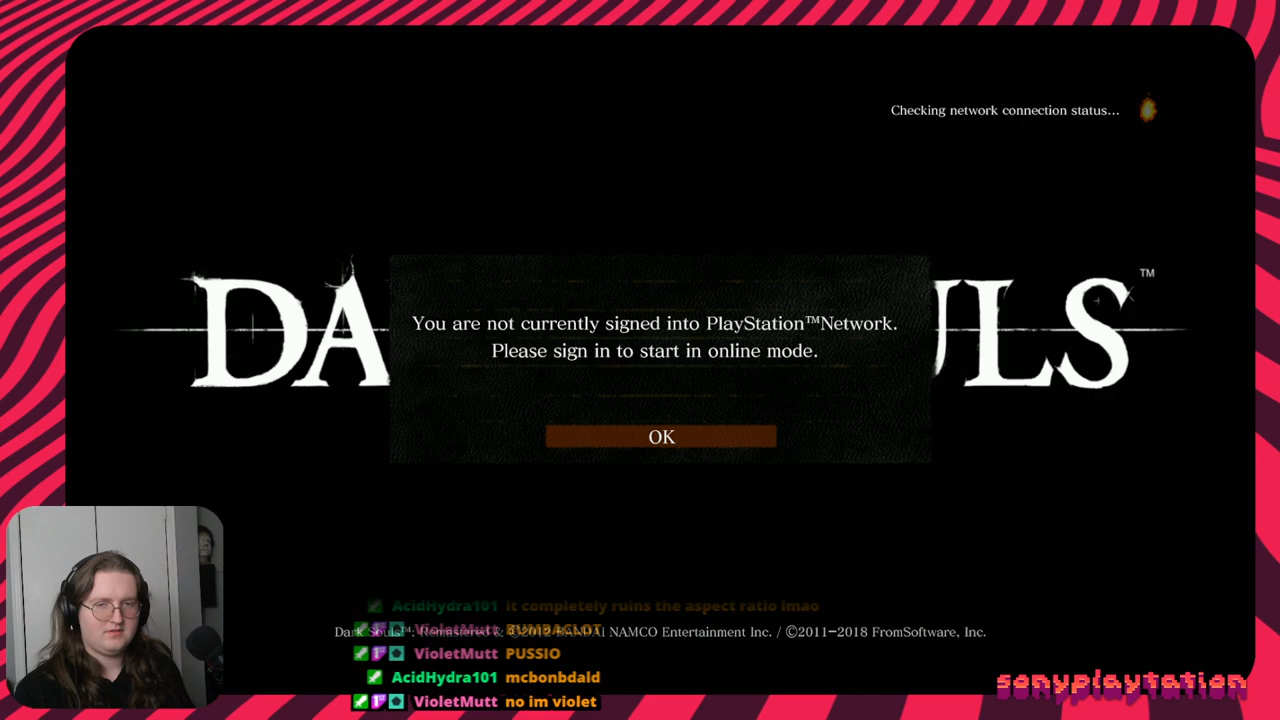 Checking network connection status...
DA ULS™
You are not currently signed into PlayStation™Network.
Please sign in to start in online mode.
OK
AcidHydra101 it completely ruins the aspect ratio lmao
VioletMutt
Dark Souls™: Remastered & ©2018 BANDAI NAMCO Entertainment Inc. / ©2011-2018 FromSoftware, Inc.
VioletMutt PUSSIO
AcidHydra101 mcbonbdald
VioletMutt no im violet
sonyplaytation